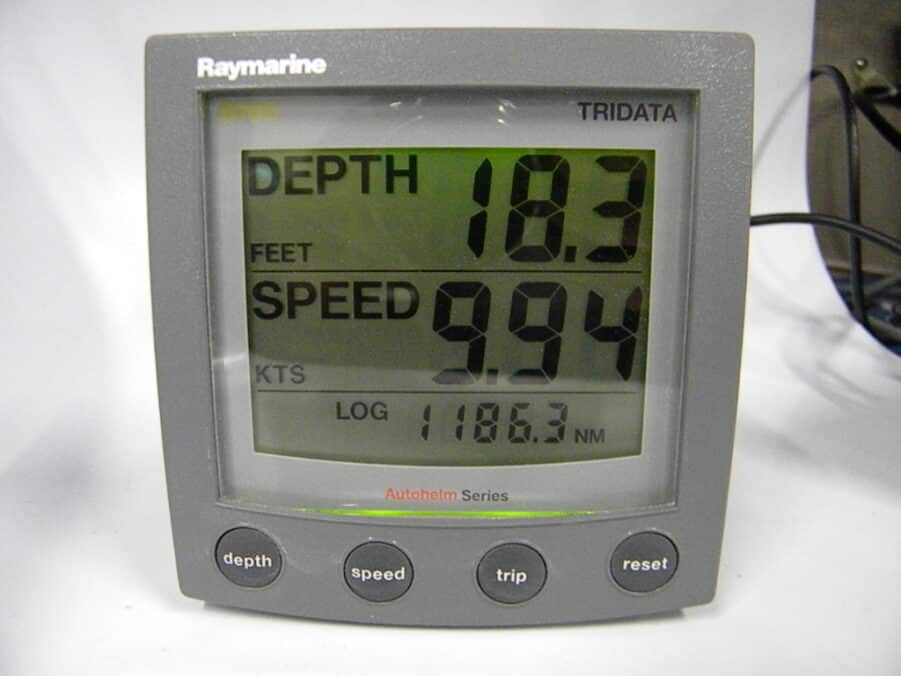 Raymarine
TRIDATA
DEPTH 18.3
FEET
SPEED 9.94
KTS
LOG 1186.3 NM
Autohelm Series
depth speed trip reset